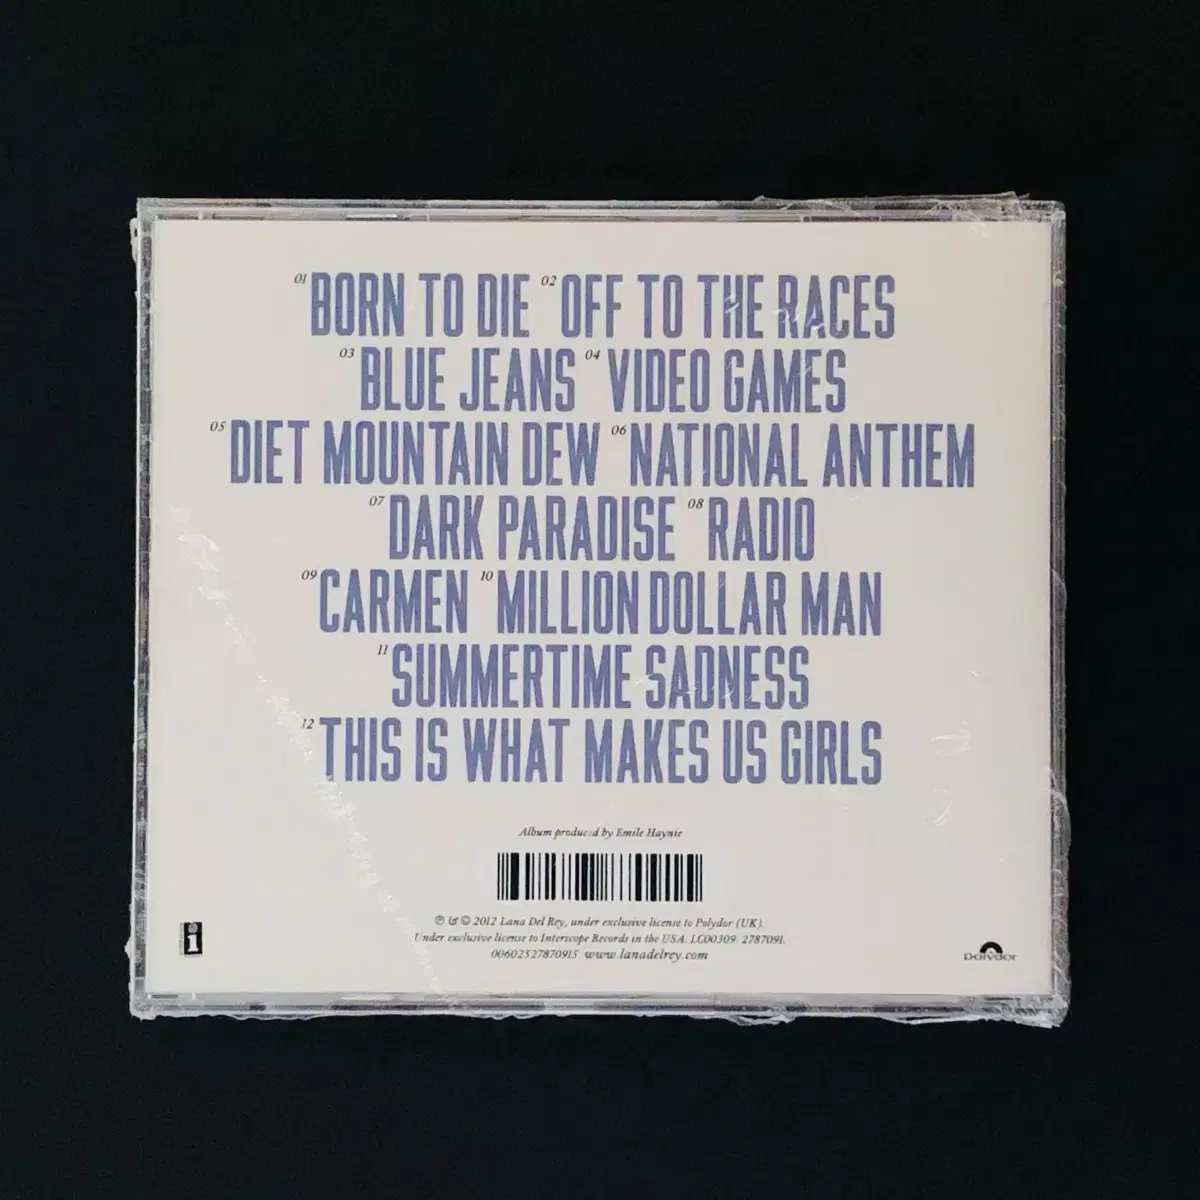 01 BORN TO DIE 02 OFF TO THE RACES
03 BLUE JEANS 04 VIDEO GAMES
05 DIET MOUNTAIN DEW 06 NATIONAL ANTHEM
07 DARK PARADISE 08 RADIO
09 CARMEN 10 MILLION DOLLAR MAN
11 SUMMERTIME SADNESS
12 THIS IS WHAT MAKES US GIRLS
Album produced by Emile Haynie
℗ & © 2012 Lana Del Rey, under exclusive license to Polydor (UK).
Under exclusive license to Interscope Records in the USA. LC00309. 2787091.
00602527870915 www.lanadelrey.com
i
polydor